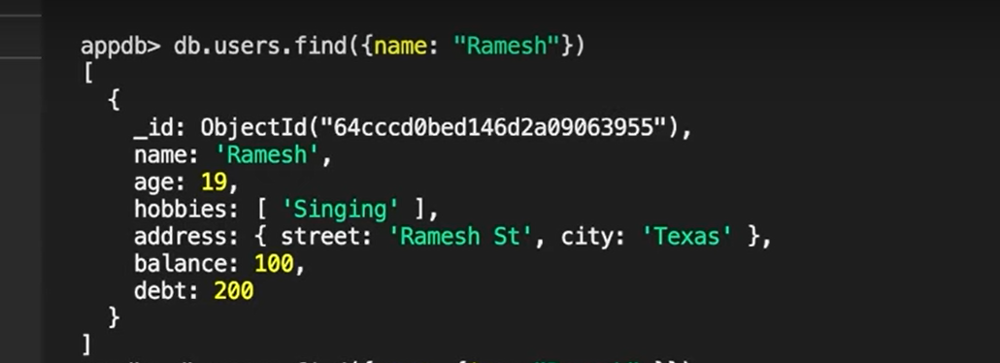 appdb> db.users.find({name: "Ramesh"})
[
{
_id: ObjectId("64cccd0bed146d2a09063955"),
name: 'Ramesh',
age: 19,
hobbies: [ 'Singing' ],
address: { street: 'Ramesh St', city: 'Texas' },
balance: 100,
debt: 200
}
]